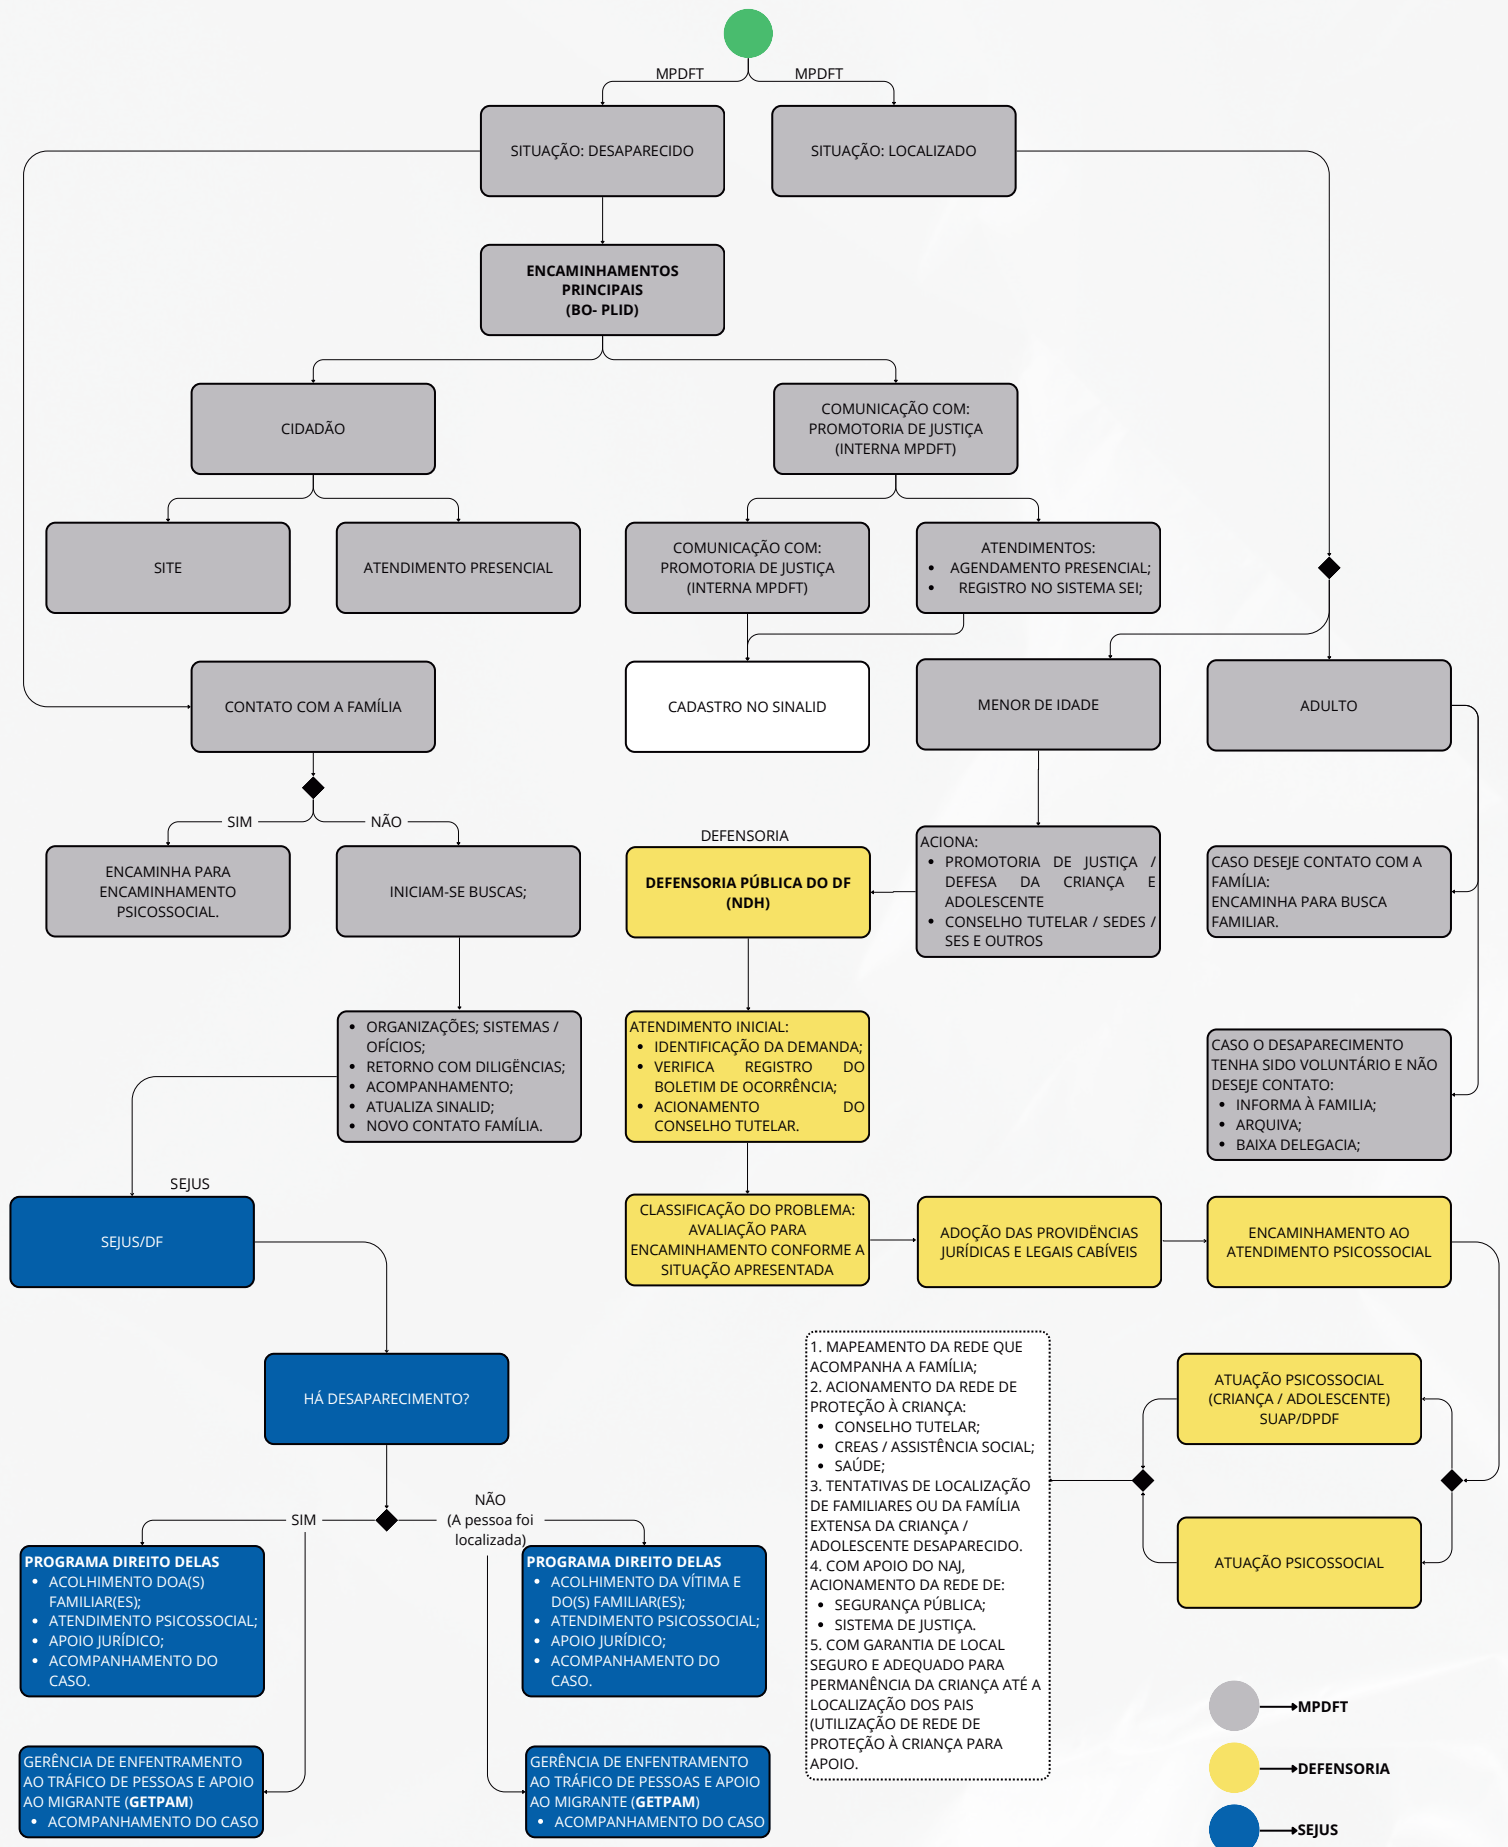 MPDFT
MPDFT
SITUAÇÃO: DESAPARECIDO
SITUAÇÃO: LOCALIZADO
ENCAMINHAMENTOS
PRINCIPAIS
(BO- PLID)
CIDADÃO
COMUNICAÇÃO COM:
PROMOTORIA DE JUSTIÇA
(INTERNA MPDFT)
SITE
ATENDIMENTO PRESENCIAL
COMUNICAÇÃO COM:
PROMOTORIA DE JUSTIÇA
(INTERNA MPDFT)
ATENDIMENTOS:
• AGENDAMENTO PRESENCIAL;
• REGISTRO NO SISTEMA SEI;
CONTATO COM A FAMÍLIA
CADASTRO NO SINALID
MENOR DE IDADE
ADULTO
SIM
NÃO
ENCAMINHA PARA
ENCAMINHAMENTO
PSICOSSOCIAL.
INICIAM-SE BUSCAS;
DEFENSORIA
DEFENSORIA PÚBLICA DO DF
(NDH)
ACIONA:
• PROMOTORIA DE JUSTIÇA /
DEFESA DA CRIANÇA E
ADOLESCENTE
• CONSELHO TUTELAR / SEDES /
SES E OUTROS
CASO DESEJE CONTATO COM A
FAMÍLIA:
ENCAMINHA PARA BUSCA
FAMILIAR.
• ORGANIZAÇÕES; SISTEMAS /
OFÍCIOS;
• RETORNO COM DILIGËNCIAS;
• ACOMPANHAMENTO;
• ATUALIZA SINALID;
• NOVO CONTATO FAMÍLIA.
ATENDIMENTO INICIAL:
• IDENTIFICAÇÃO DA DEMANDA;
• VERIFICA REGISTRO DO
BOLETIM DE OCORRÊNCIA;
• ACIONAMENTO DO
CONSELHO TUTELAR.
CASO O DESAPARECIMENTO
TENHA SIDO VOLUNTÁRIO E NÃO
DESEJE CONTATO:
• INFORMA À FAMILIA;
• ARQUIVA;
• BAIXA DELEGACIA;
SEJUS
SEJUS/DF
CLASSIFICAÇÃO DO PROBLEMA:
AVALIAÇÃO PARA
ENCAMINHAMENTO CONFORME A
SITUAÇÃO APRESENTADA
ADOÇÃO DAS PROVIDËNCIAS
JURÍDICAS E LEGAIS CABÍVEIS
ENCAMINHAMENTO AO
ATENDIMENTO PSICOSSOCIAL
HÁ DESAPARECIMENTO?
1. MAPEAMENTO DA REDE QUE
ACOMPANHA A FAMÍLIA;
2. ACIONAMENTO DA REDE DE
PROTEÇÃO À CRIANÇA:
• CONSELHO TUTELAR;
• CREAS / ASSISTÊNCIA SOCIAL;
• SAÚDE;
3. TENTATIVAS DE LOCALIZAÇÃO
DE FAMILIARES OU DA FAMÍLIA
EXTENSA DA CRIANÇA /
ADOLESCENTE DESAPARECIDO.
4. COM APOIO DO NAJ,
ACIONAMENTO DA REDE DE:
• SEGURANÇA PÚBLICA;
• SISTEMA DE JUSTIÇA.
5. COM GARANTIA DE LOCAL
SEGURO E ADEQUADO PARA
PERMANÊNCIA DA CRIANÇA ATÉ A
LOCALIZAÇÃO DOS PAIS
(UTILIZAÇÃO DE REDE DE
PROTEÇÃO À CRIANÇA PARA
APOIO.
ATUAÇÃO PSICOSSOCIAL
(CRIANÇA / ADOLESCENTE)
SUAP/DPDF
ATUAÇÃO PSICOSSOCIAL
SIM
NÃO
(A pessoa foi
localizada)
PROGRAMA DIREITO DELAS
• ACOLHIMENTO DOA(S)
FAMILIAR(ES);
• ATENDIMENTO PSICOSSOCIAL;
• APOIO JURÍDICO;
• ACOMPANHAMENTO DO
CASO.
PROGRAMA DIREITO DELAS
• ACOLHIMENTO DA VÍTIMA E
DO(S) FAMILIAR(ES);
• ATENDIMENTO PSICOSSOCIAL;
• APOIO JURÍDICO;
• ACOMPANHAMENTO DO
CASO.
GERÊNCIA DE ENFENTRAMENTO
AO TRÁFICO DE PESSOAS E APOIO
AO MIGRANTE (GETPAM)
• ACOMPANHAMENTO DO CASO
GERÊNCIA DE ENFENTRAMENTO
AO TRÁFICO DE PESSOAS E APOIO
AO MIGRANTE (GETPAM)
• ACOMPANHAMENTO DO CASO
MPDFT
DEFENSORIA
SEJUS